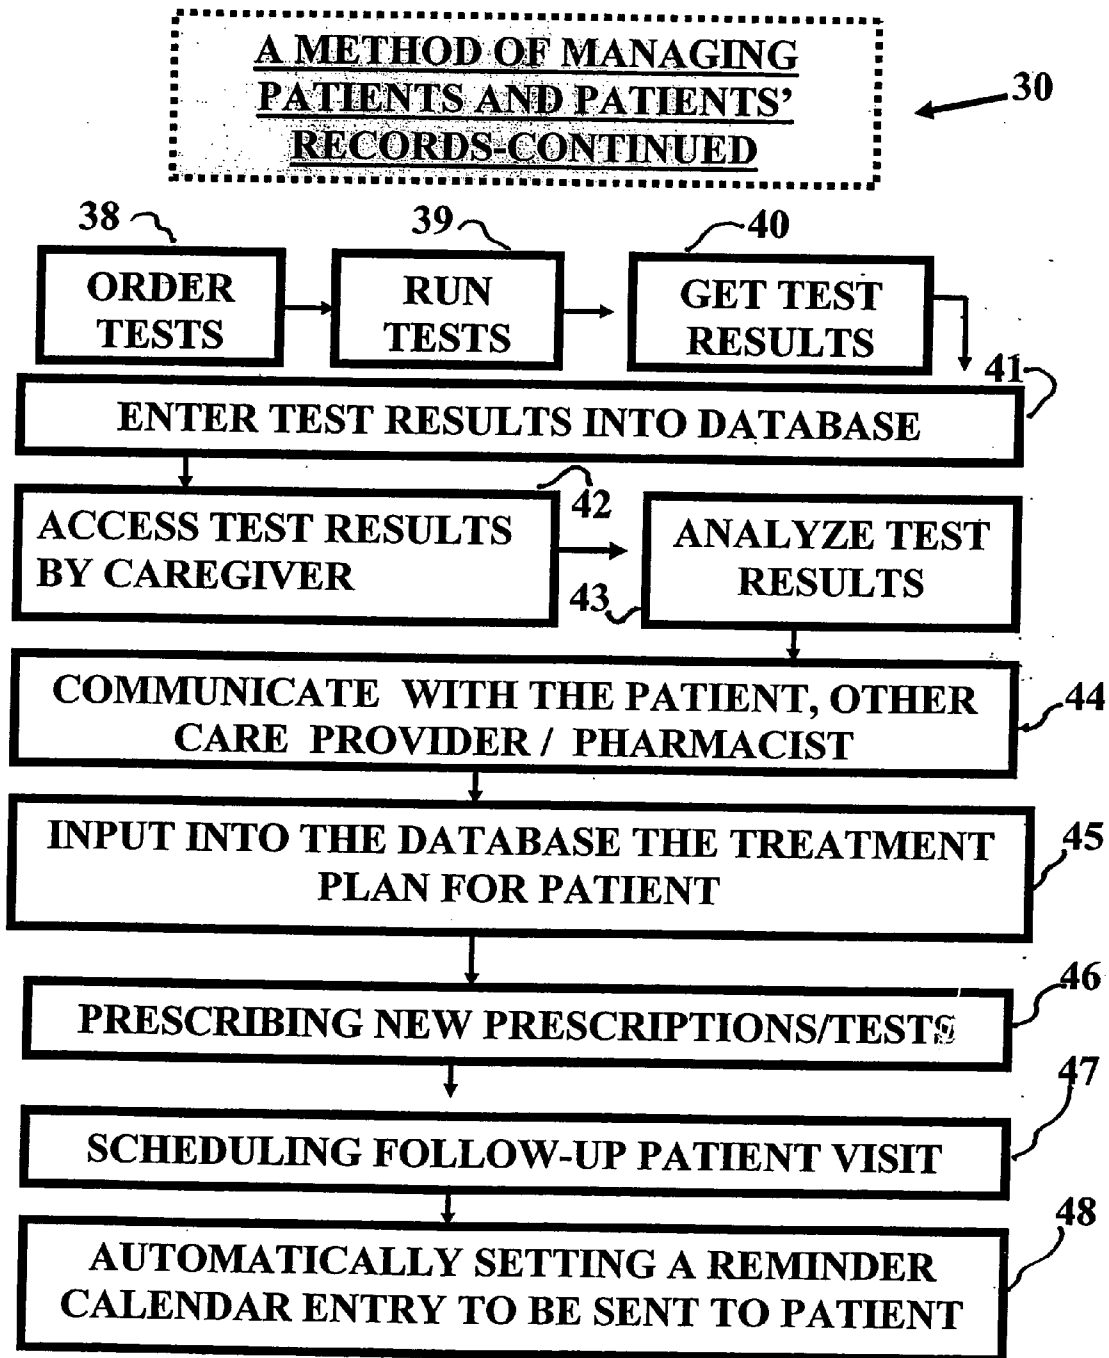 A METHOD OF MANAGING
PATIENTS AND PATIENTS'
RECORDS-CONTINUED
30
38
39
40
ORDER
TESTS
RUN
TESTS
GET TEST
RESULTS
41
ENTER TEST RESULTS INTO DATABASE
42
ACCESS TEST RESULTS
BY CAREGIVER
43
ANALYZE TEST
RESULTS
COMMUNICATE WITH THE PATIENT, OTHER
CARE PROVIDER / PHARMACIST
44
INPUT INTO THE DATABASE THE TREATMENT
PLAN FOR PATIENT
45
PRESCRIBING NEW PRESCRIPTIONS/TESTS
46
SCHEDULING FOLLOW-UP PATIENT VISIT
47
AUTOMATICALLY SETTING A REMINDER
CALENDAR ENTRY TO BE SENT TO PATIENT
48